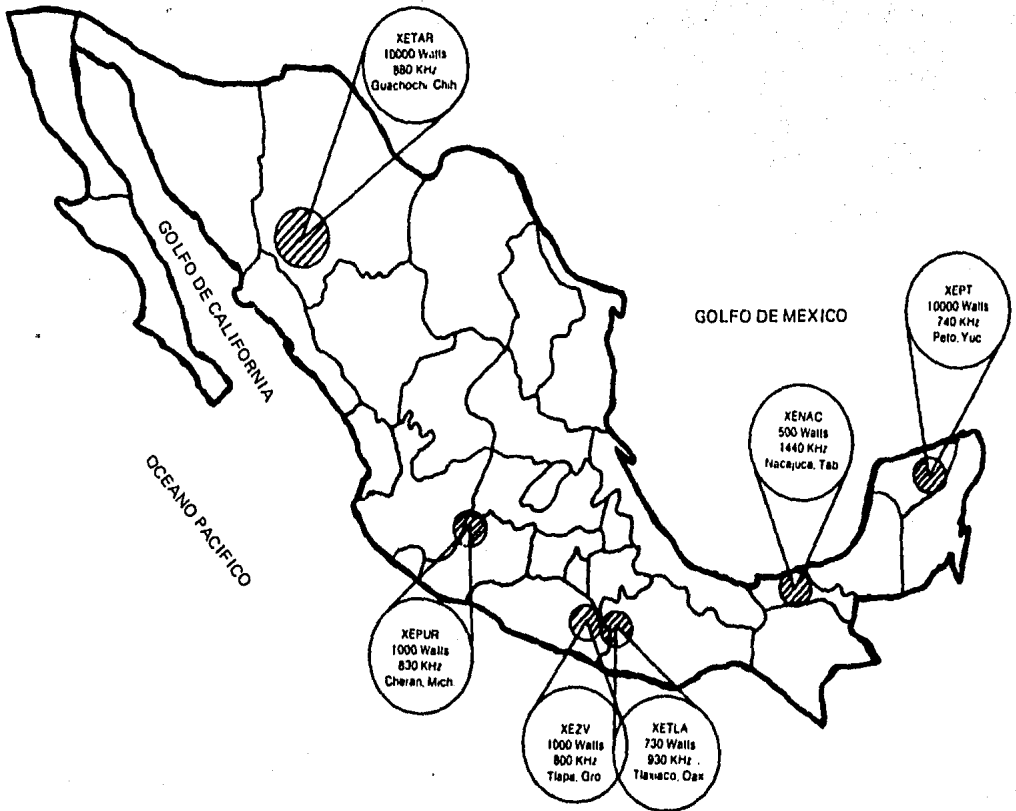 XETAR
10000 Watts
880 KHz
Guachochi, Chih
GOLFO DE CALIFORNIA
GOLFO DE MEXICO
XEPT
10000 Watts
740 KHz
Peto, Yuc
XENAC
500 Watts
1440 KHz
Nacajuca, Tab
OCEANO PACIFICO
XEPUR
1000 Watts
830 KHz
Cheran, Mich
XEZV
1000 Watts
800 KHz
Tlapa, Gro
XETLA
730 Watts
930 KHz
Tlaxiaco, Oax